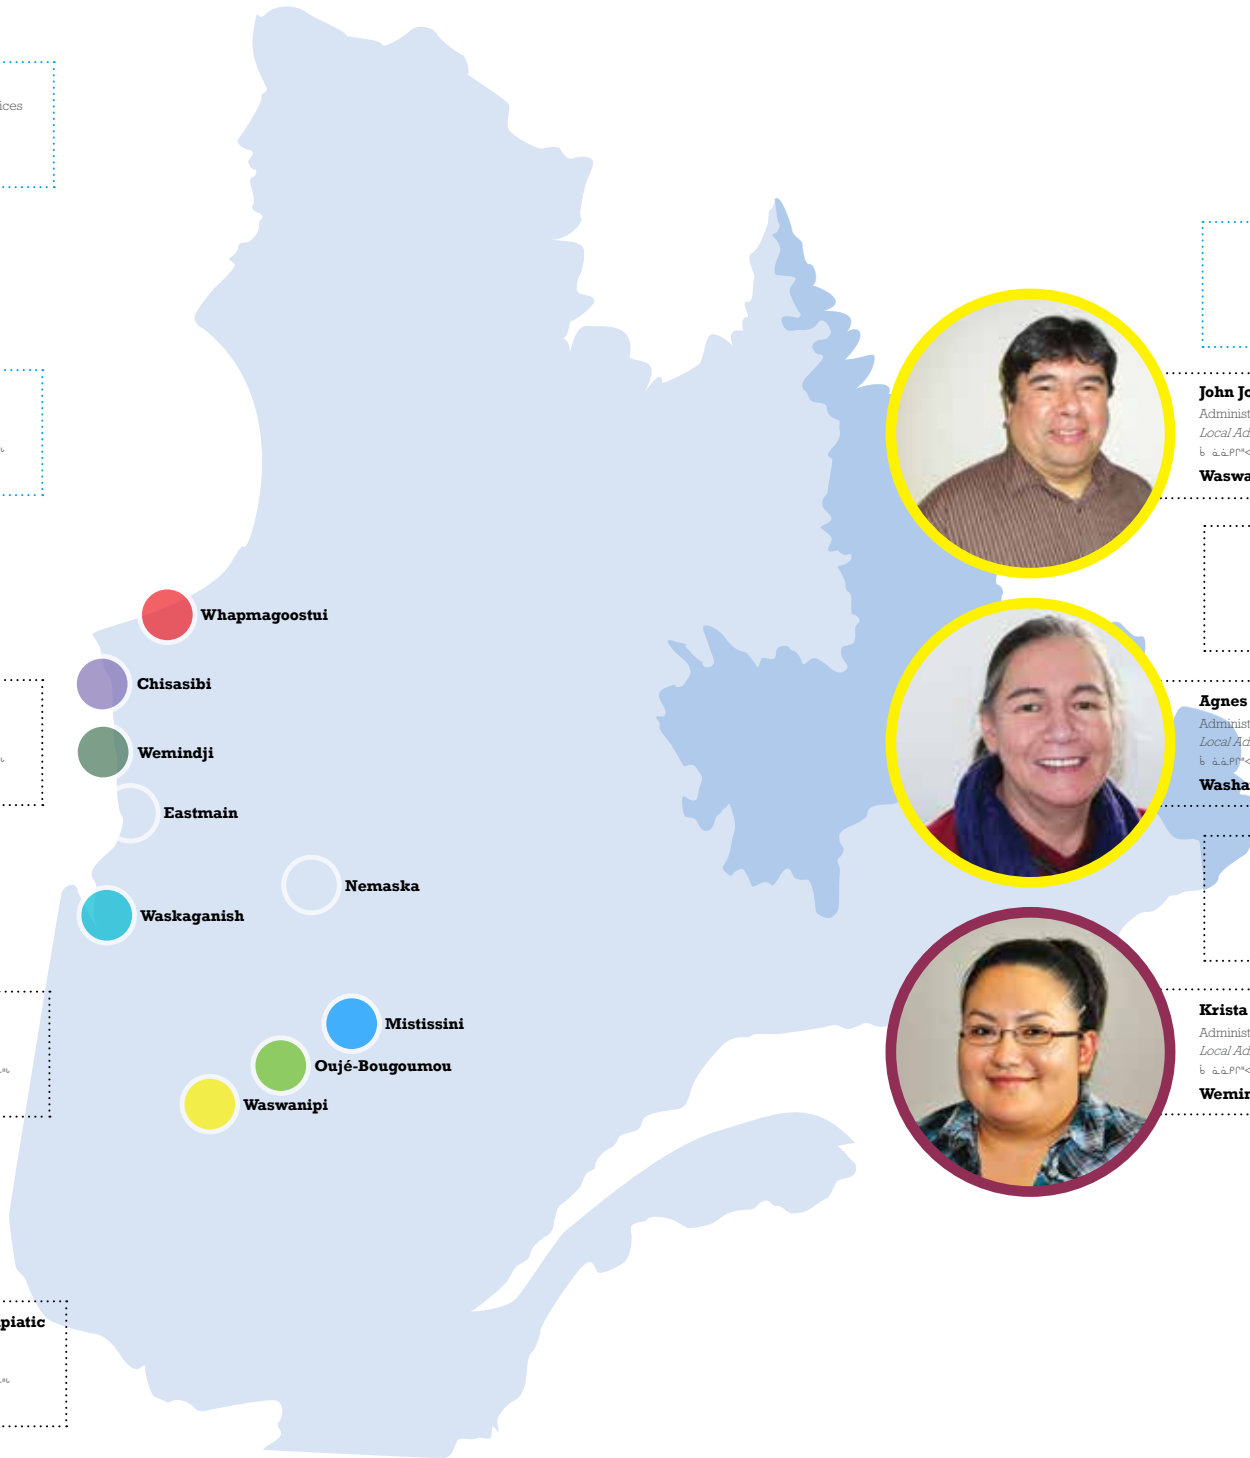 ices
Whapmagoostui
Chisasibi
Wemindji
Eastmain
Nemaska
Waskaganish
Mistissini
Oujé-Bougoumou
Waswanipi
piatic
John Jo
Administ
Local Ad
Waswa
Agnes
Administ
Local Ad
Washa
Krista
Administ
Local Ad
Wemin